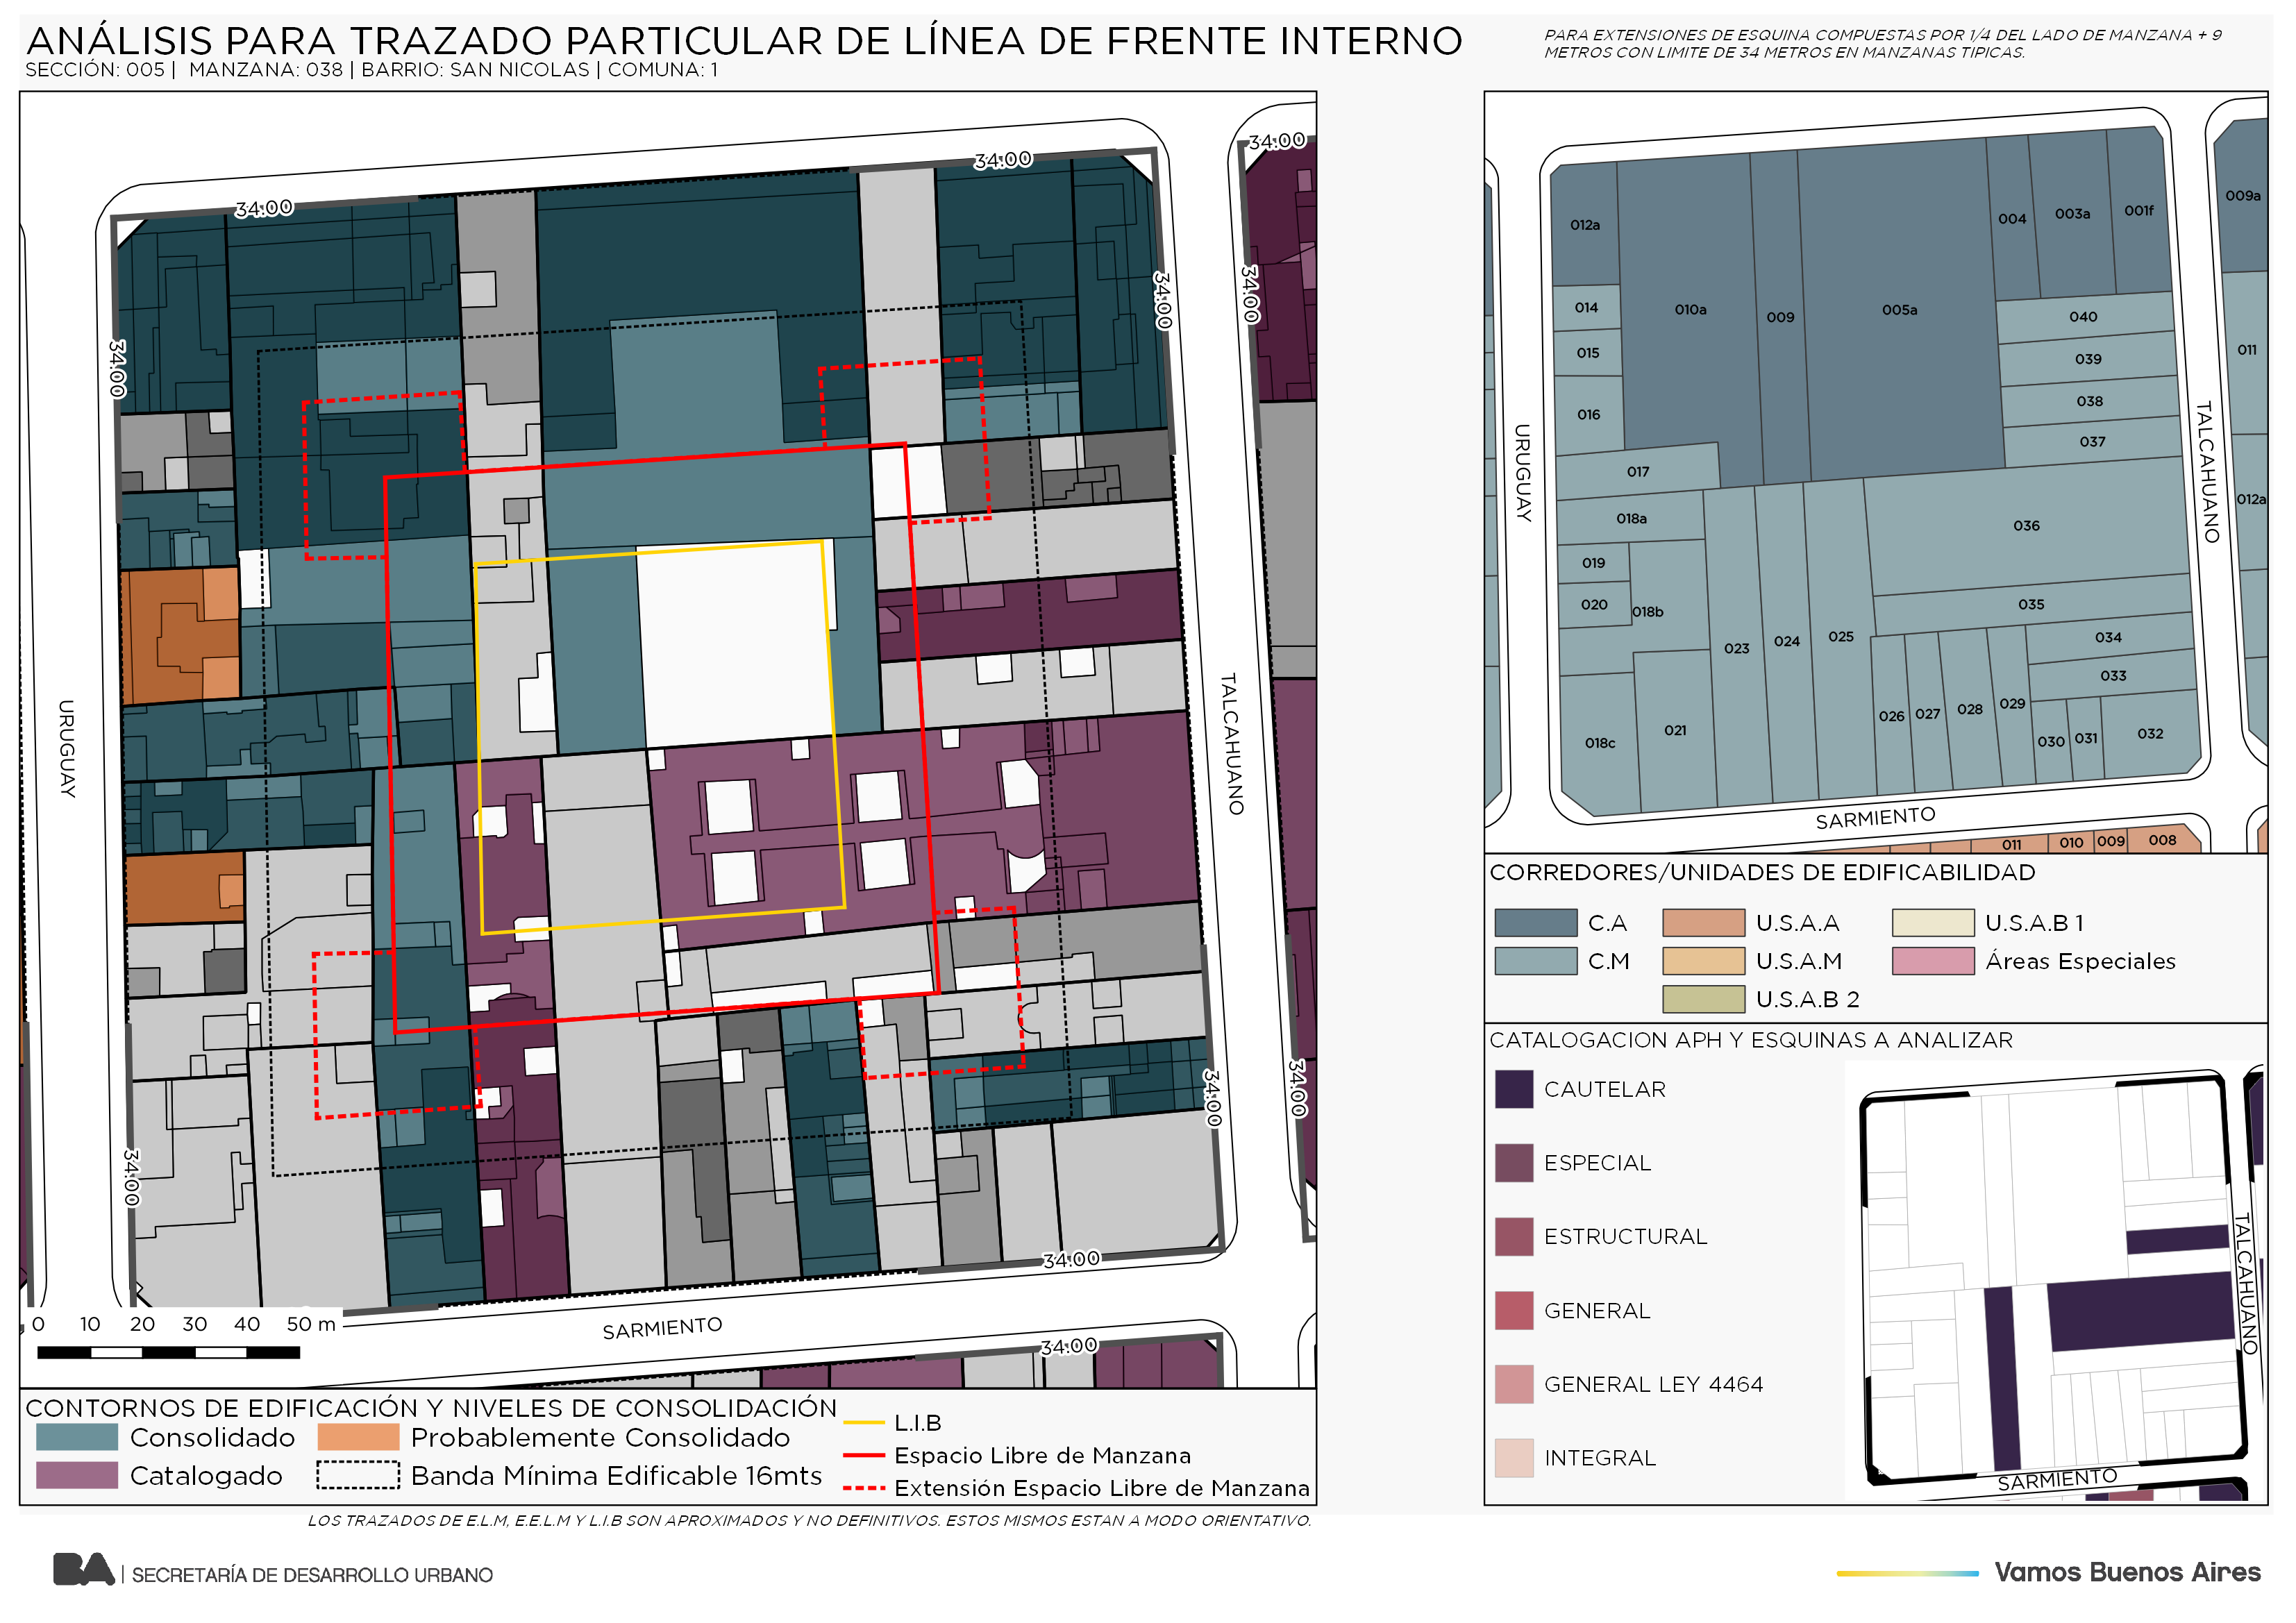 ANÁLISIS PARA TRAZADO PARTICULAR DE LÍNEA DE FRENTE INTERNO
SECCIÓN: 005 | MANZANA: 038 | BARRIO: SAN NICOLAS | COMUNA: 1
PARA EXTENSIONES DE ESQUINA COMPUESTAS POR 1/4 DEL LADO DE MANZANA + 9
METROS CON LIMITE DE 34 METROS EN MANZANAS TIPICAS.
34.00
34.00
34.00
34.00
34.00
34.00
URUGUAY
TALCAHUANO
34.00
34.00
34.00
34.00
SARMIENTO
34.00
0 10 20 30 40 50 m
CONTORNOS DE EDIFICACIÓN Y NIVELES DE CONSOLIDACIÓN
Consolidado
Probablemente Consolidado
Catalogado
Banda Mínima Edificable 16mts
L.I.B
Espacio Libre de Manzana
Extensión Espacio Libre de Manzana
LOS TRAZADOS DE E.L.M, E.E.L.M Y L.I.B SON APROXIMADOS Y NO DEFINITIVOS. ESTOS MISMOS ESTAN A MODO ORIENTATIVO.
012a
010a
009
005a
004
003a
001f
009a
014
015
016
017
040
039
038
037
011
012a
URUGUAY
TALCAHUANO
018a
019
020
018b
018c
021
023
024
025
036
035
034
033
026
027
028
029
030
031
032
SARMIENTO
011
010
009
008
CORREDORES/UNIDADES DE EDIFICABILIDAD
C.A
U.S.A.A
U.S.A.B 1
C.M
U.S.A.M
Áreas Especiales
U.S.A.B 2
CATALOGACION APH Y ESQUINAS A ANALIZAR
CAUTELAR
ESPECIAL
ESTRUCTURAL
GENERAL
GENERAL LEY 4464
INTEGRAL
TALCAHUANO
SARMIENTO
BA | SECRETARÍA DE DESARROLLO URBANO
Vamos Buenos Aires